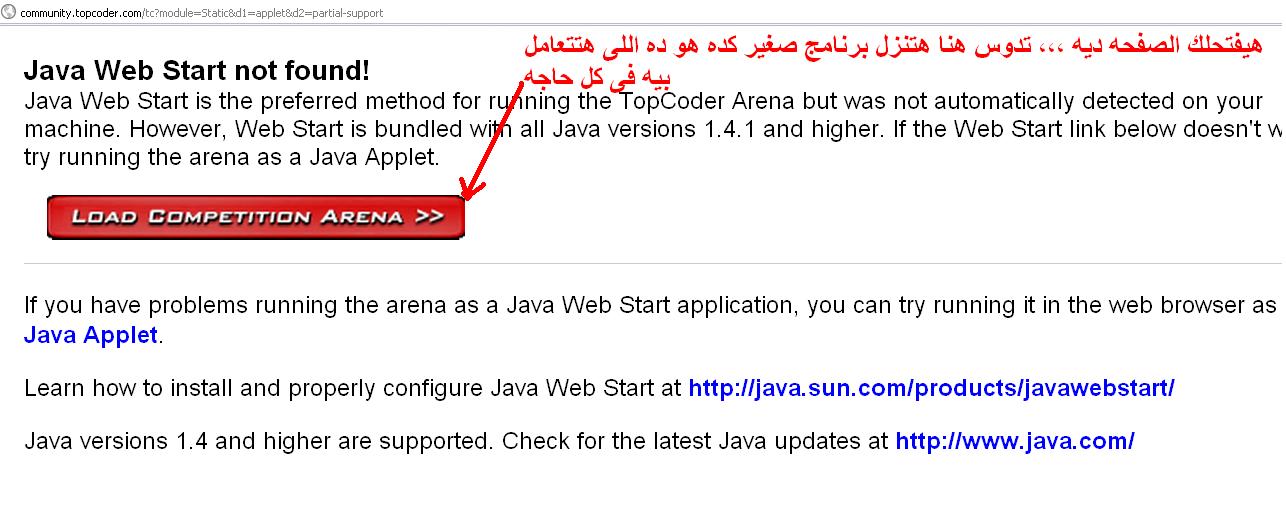 community.topcoder.com/tc?module=Static&d1=applet&d2=partial-support
هيفتحلك الصفحه ديه ،،، تدوس هنا هتنزل برنامج صغير كده هو ده اللى هتتعامل
بيه فى كل حاجه
Java Web Start not found!
Java Web Start is the preferred method for running the TopCoder Arena but was not automatically detected on your
machine. However, Web Start is bundled with all Java versions 1.4.1 and higher. If the Web Start link below doesn't
try running the arena as a Java Applet.
LOAD COMPETITION ARENA >>
If you have problems running the arena as a Java Web Start application, you can try running it in the web browser as
Java Applet.
Learn how to install and properly configure Java Web Start at http://java.sun.com/products/javawebstart/
Java versions 1.4 and higher are supported. Check for the latest Java updates at http://www.java.com/